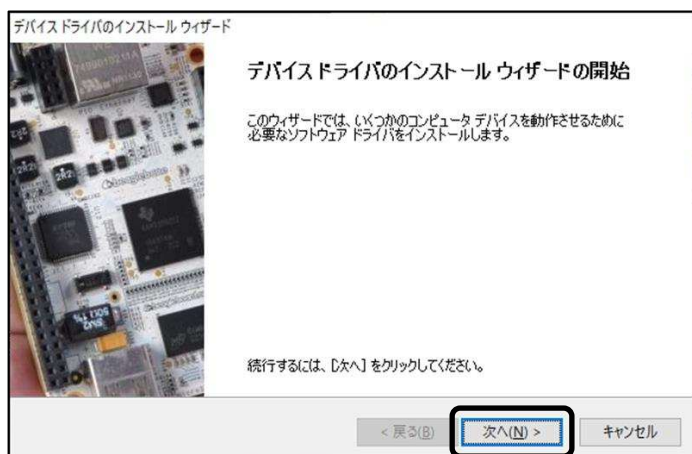 デバイス ドライバのインストール ウィザード
デバイス ドライバのインストール ウィザードの開始
このウィザードでは、いくつかのコンピュータ デバイスを動作させるために
必要なソフトウェア ドライバをインストールします。
続行するには、[次へ] をクリックしてください。
< 戻る(B)
次へ(N) >
キャンセル